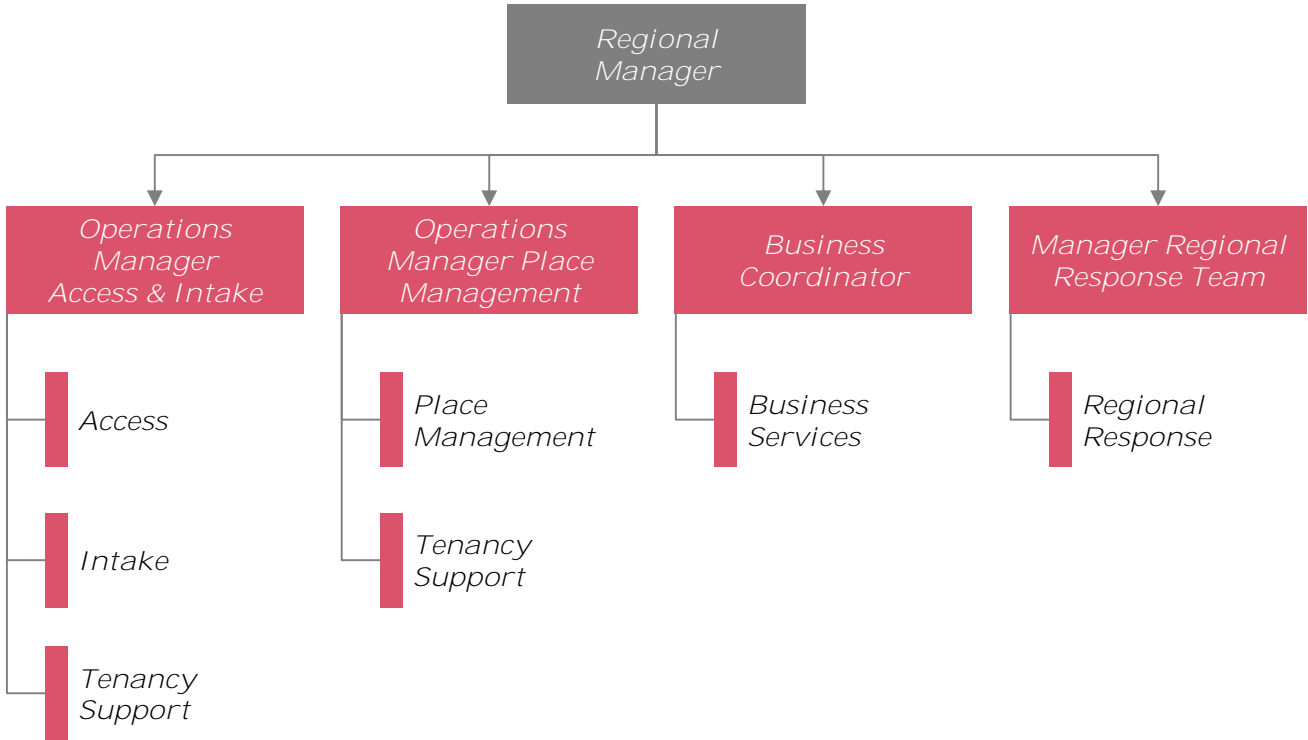 Regional
Manager
Operations
Manager
Access & Intake
Operations
Manager Place
Management
Business
Coordinator
Manager Regional
Response Team
Access
Intake
Tenancy
Support
Place
Management
Tenancy
Support
Business
Services
Regional
Response